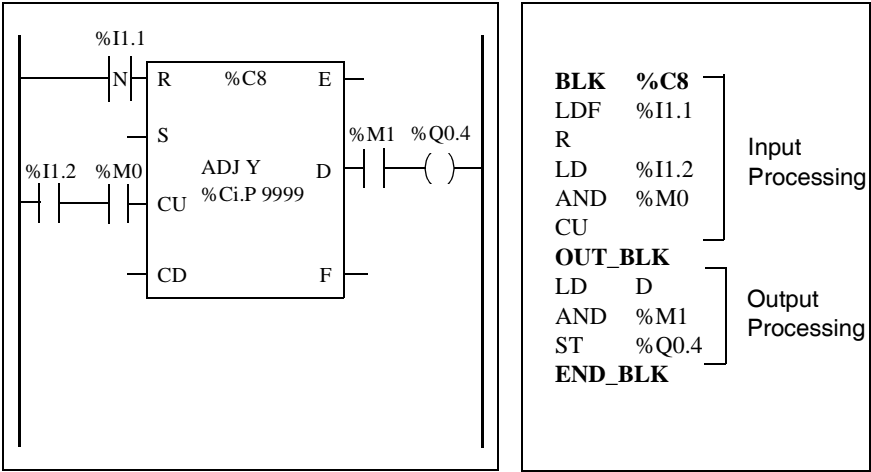 %I1.1
N R %C8 E
S
%M1 %Q0.4
%I1.2 %M0
ADJ Y D
%Ci.P 9999
CU
CD F
BLK %C8
LDF %I1.1
R
LD %I1.2
AND %M0
CU
Input
Processing
OUT_BLK
LD D
AND %M1
ST %Q0.4
Output
Processing
END_BLK